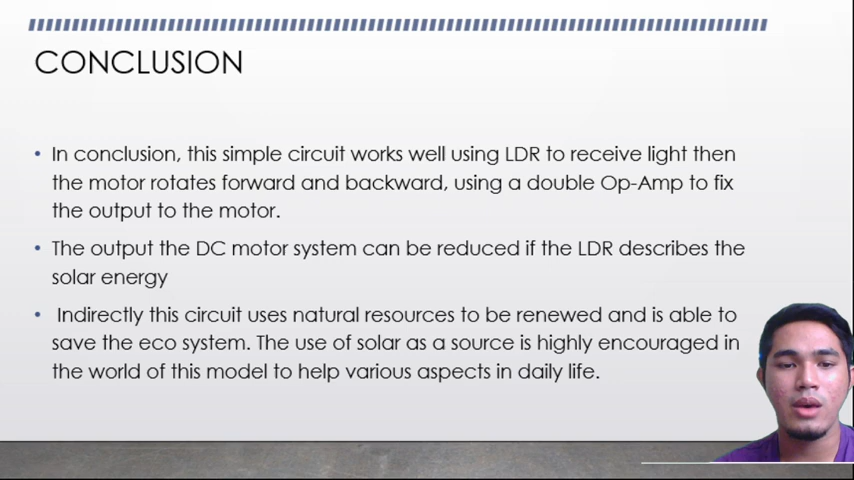 CONCLUSION
• In conclusion, this simple circuit works well using LDR to receive light then
the motor rotates forward and backward, using a double Op-Amp to fix
the output to the motor.
• The output the DC motor system can be reduced if the LDR describes the
solar energy
• Indirectly this circuit uses natural resources to be renewed and is able to
save the eco system. The use of solar as a source is highly encouraged in
the world of this model to help various aspects in daily life.